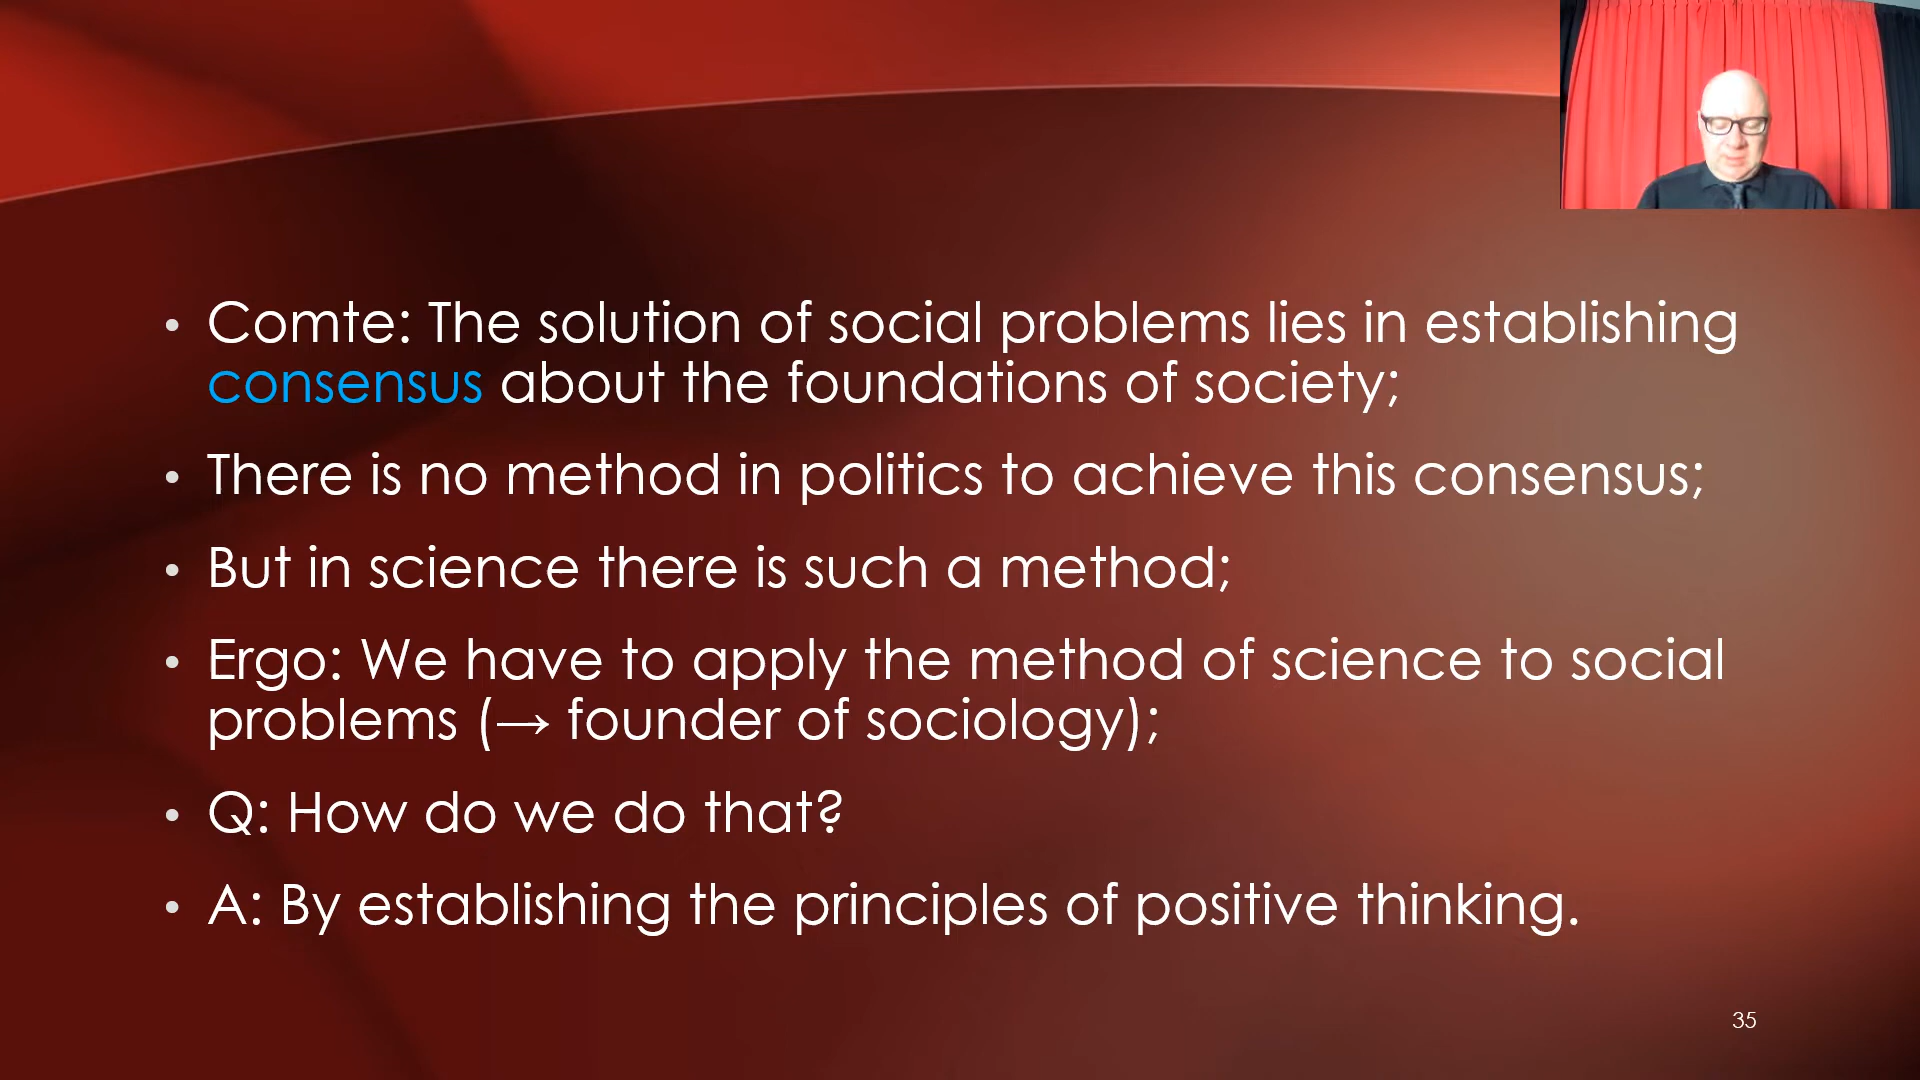 • Comte: The solution of social problems lies in establishing
consensus about the foundations of society;
• There is no method in politics to achieve this consensus;
• But in science there is such a method;
• Ergo: We have to apply the method of science to social
problems (→ founder of sociology);
• Q: How do we do that?
• A: By establishing the principles of positive thinking.
35